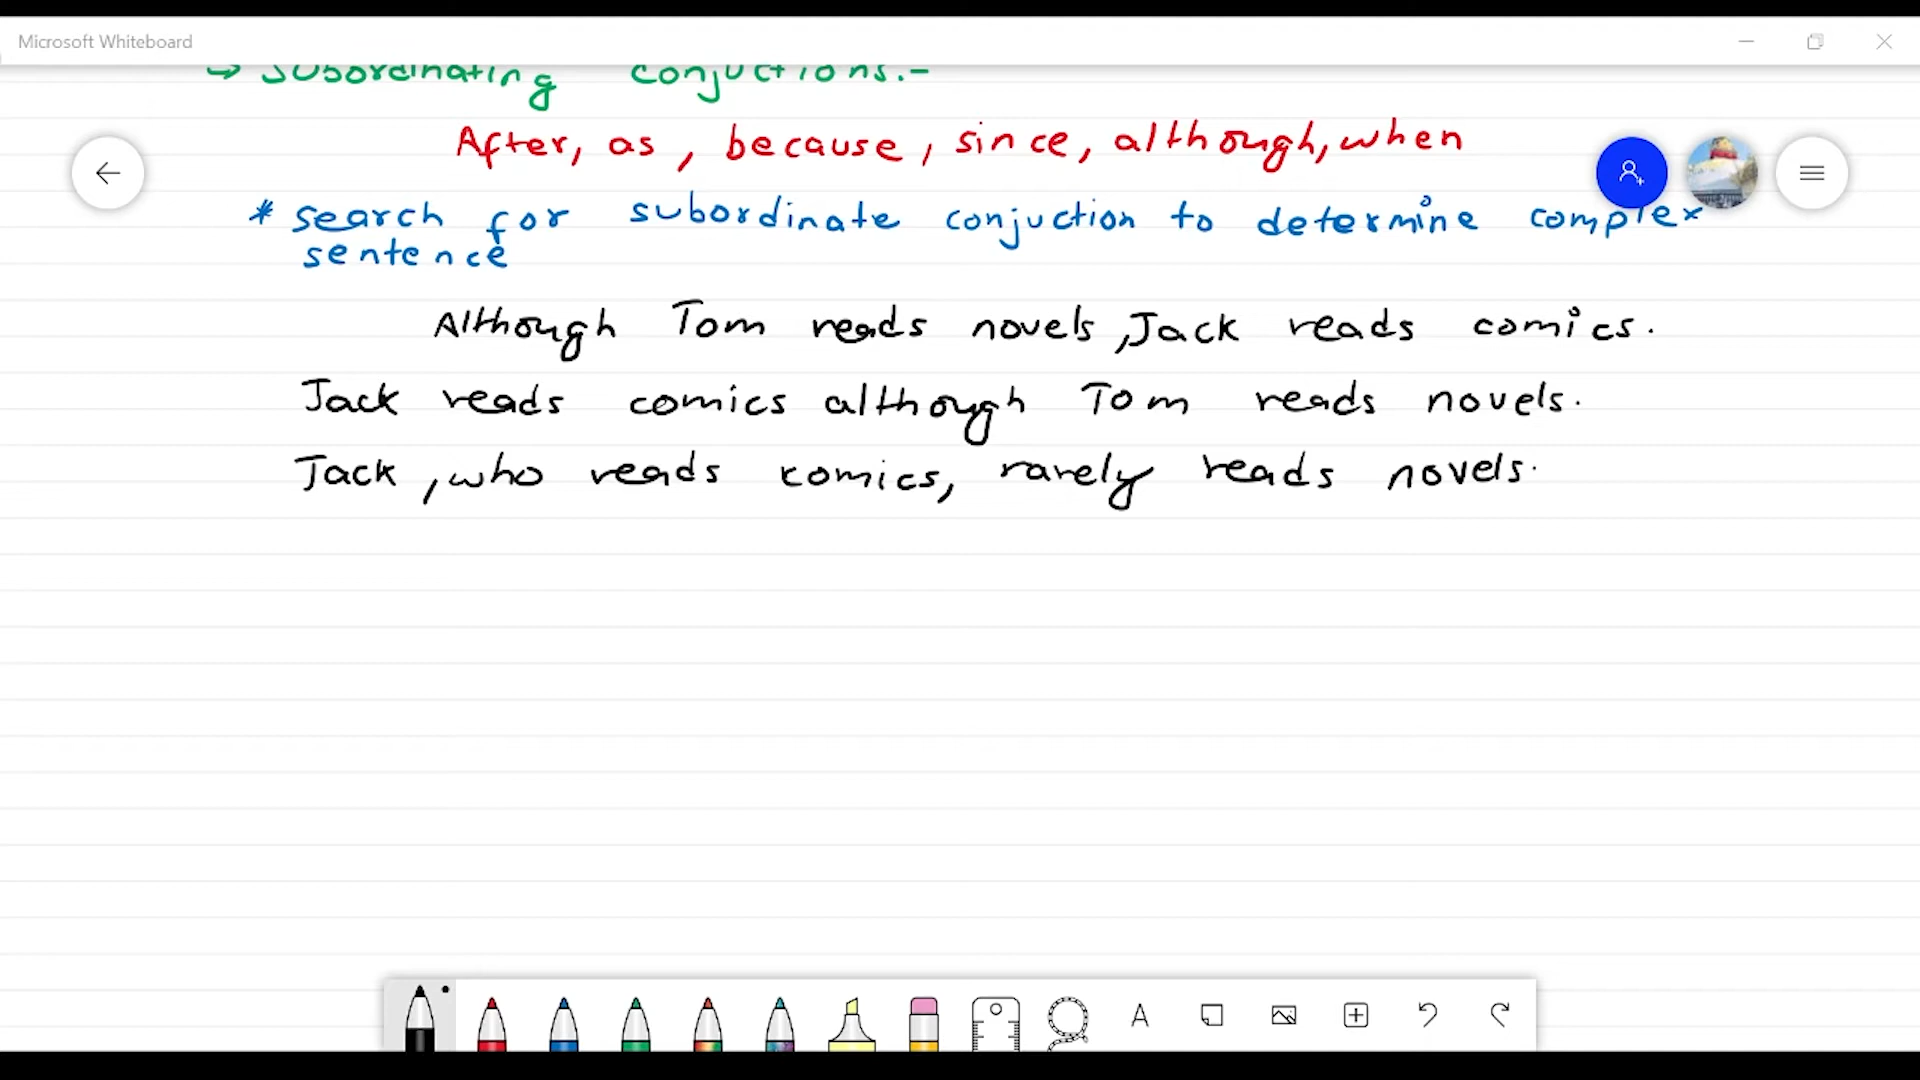 Microsoft Whiteboard
→ Subordinating conjuctions:-
After, as, because, since, although, when
* search for subordinate conjuction to determine complex
sentence
Although Tom reads novels, Jack reads comics.
Jack reads comics although Tom reads novels.
Jack, who reads comics, rarely reads novels.
A